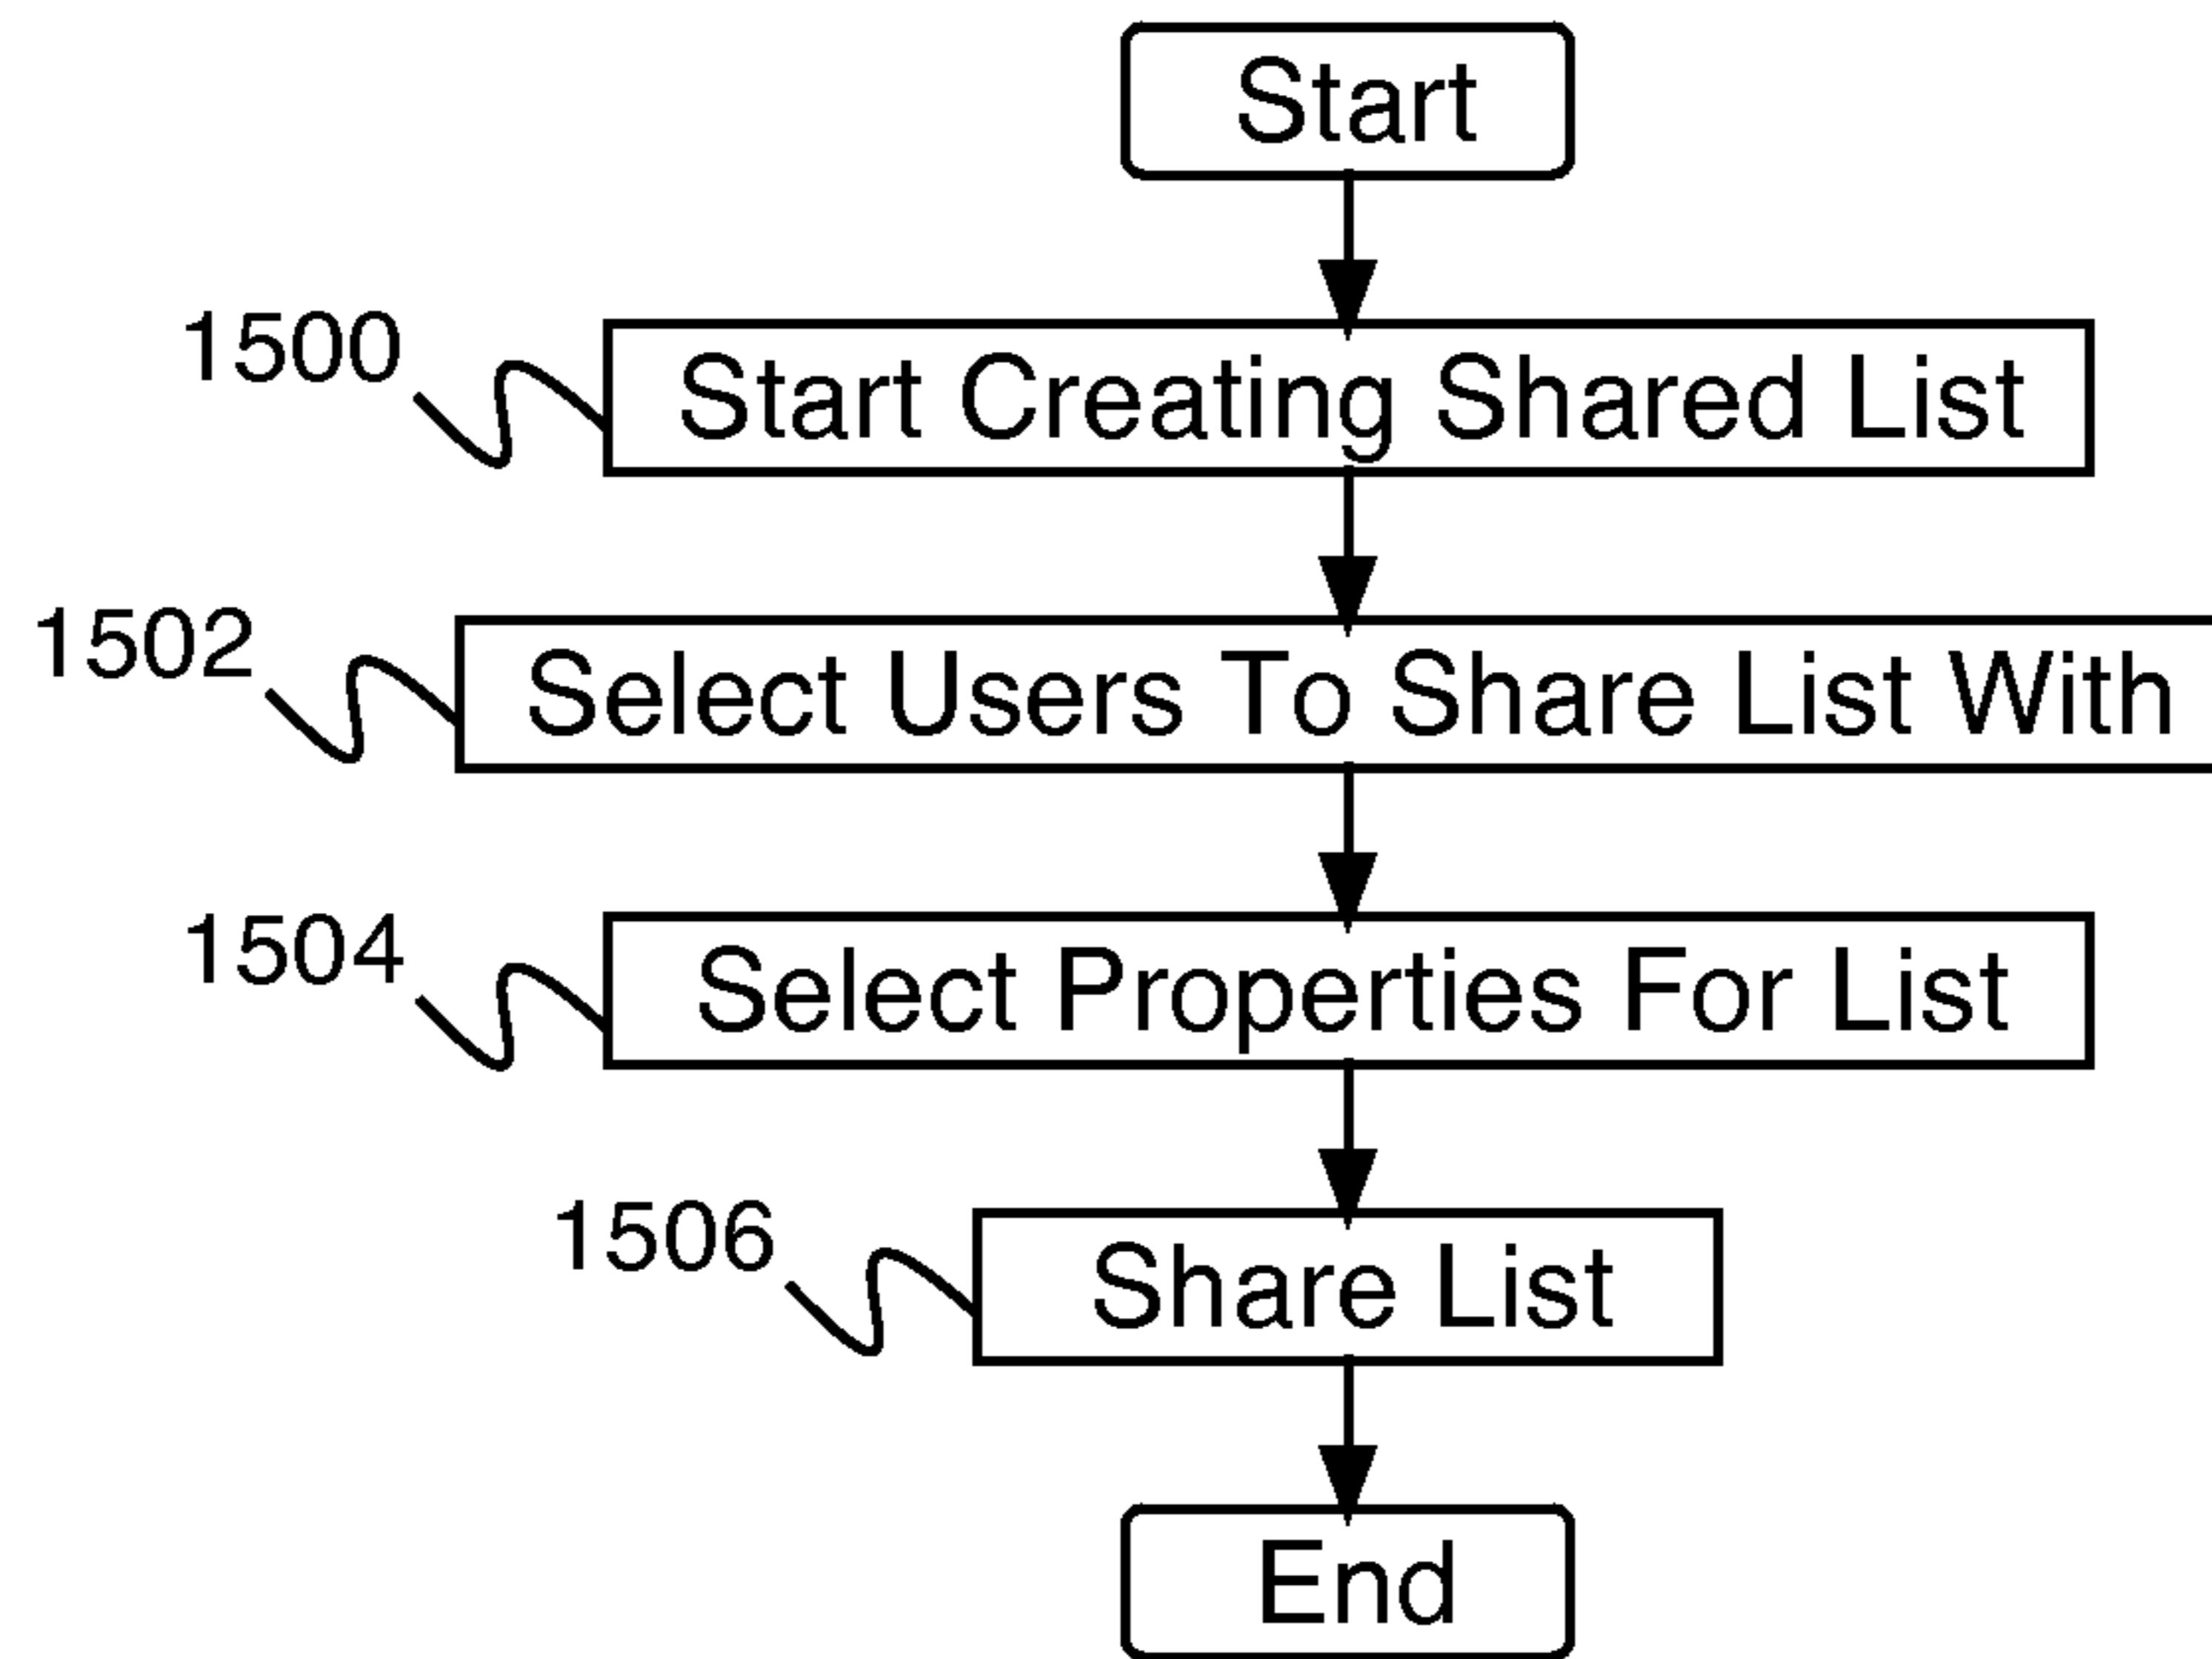 Start
1500
Start Creating Shared List
1502
Select Users To Share List With
1504
Select Properties For List
1506
Share List
End